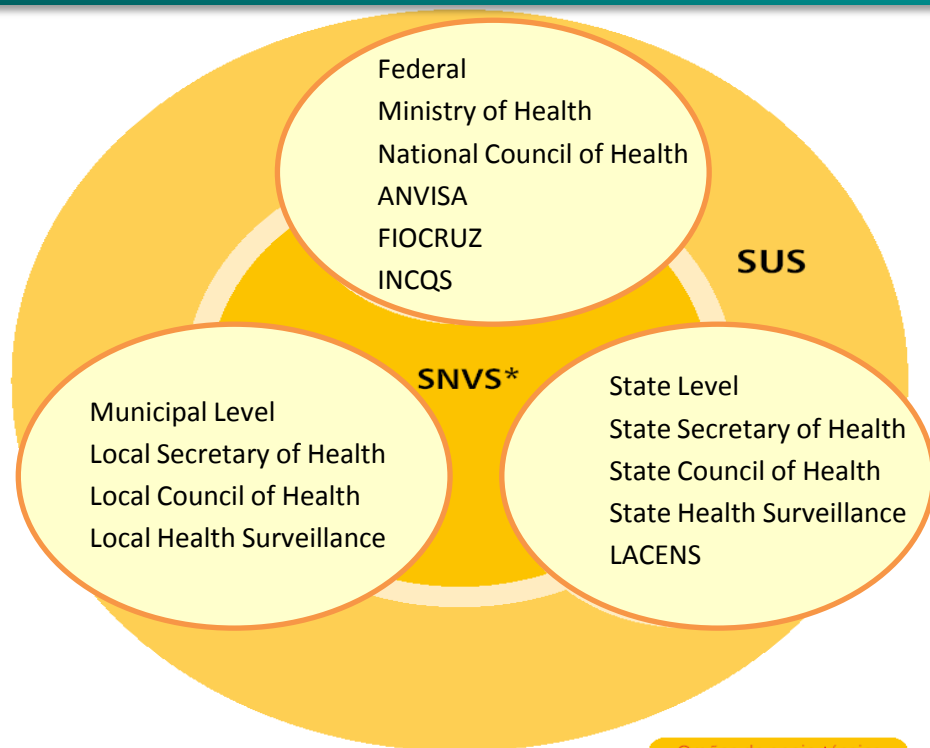 Federal
Ministry of Health
National Council of Health
ANVISA
FIOCRUZ
INCQS
SUS
SNVS*
Municipal Level
Local Secretary of Health
Local Council of Health
Local Health Surveillance
State Level
State Secretary of Health
State Council of Health
State Health Surveillance
LACENS